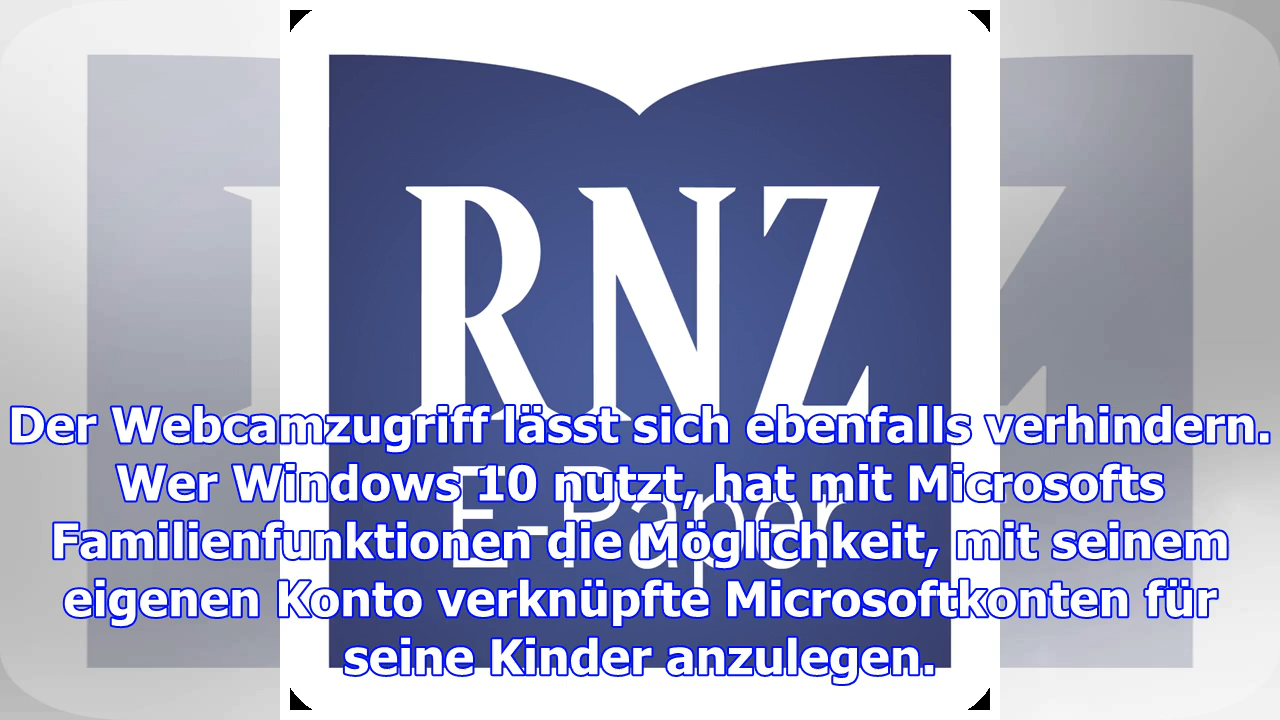 RNZ
E-Paper
Der Webcamzugriff lässt sich ebenfalls verhindern.
Wer Windows 10 nutzt, hat mit Microsofts
Familienfunktionen die Möglichkeit, mit seinem
eigenen Konto verknüpfte Microsoftkonten für
seine Kinder anzulegen.